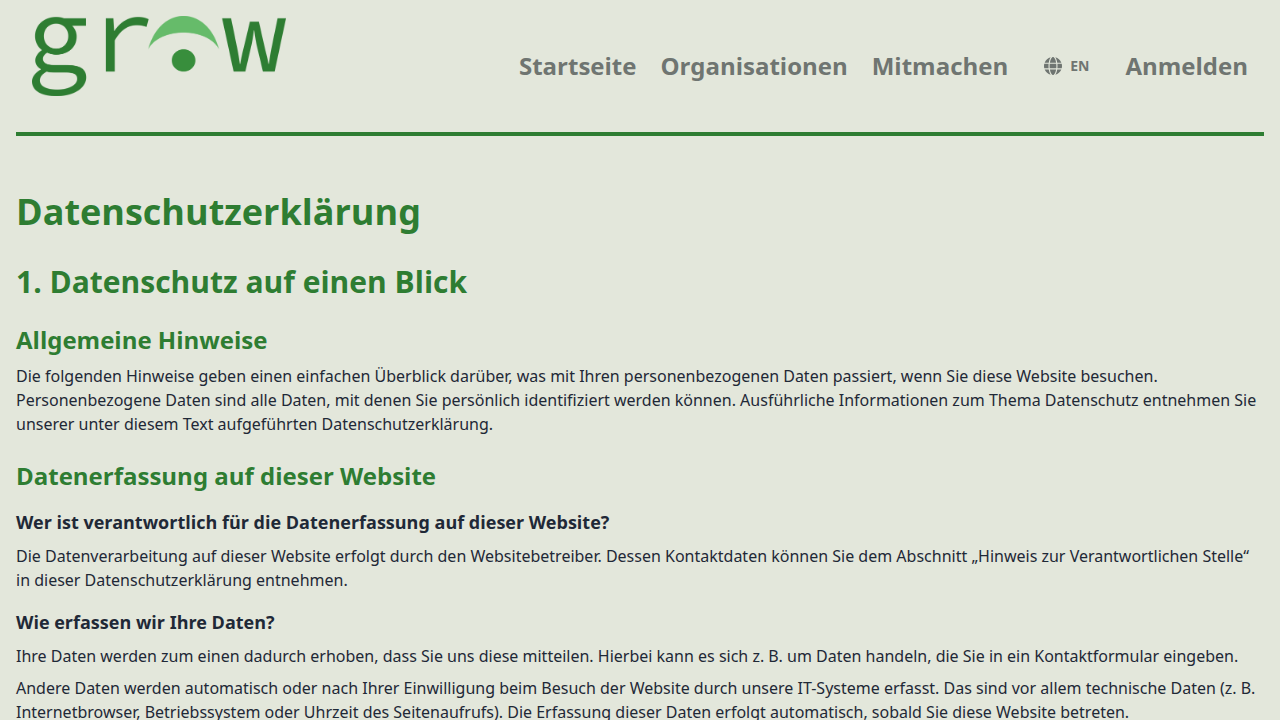 grow
Startseite Organisationen Mitmachen EN Anmelden
Datenschutzerklärung
1. Datenschutz auf einen Blick
Allgemeine Hinweise
Die folgenden Hinweise geben einen einfachen Überblick darüber, was mit Ihren personenbezogenen Daten passiert, wenn Sie diese Website besuchen.
Personenbezogene Daten sind alle Daten, mit denen Sie persönlich identifiziert werden können. Ausführliche Informationen zum Thema Datenschutz entnehmen Sie
unserer unter diesem Text aufgeführten Datenschutzerklärung.
Datenerfassung auf dieser Website
Wer ist verantwortlich für die Datenerfassung auf dieser Website?
Die Datenverarbeitung auf dieser Website erfolgt durch den Websitebetreiber. Dessen Kontaktdaten können Sie dem Abschnitt „Hinweis zur Verantwortlichen Stelle“
in dieser Datenschutzerklärung entnehmen.
Wie erfassen wir Ihre Daten?
Ihre Daten werden zum einen dadurch erhoben, dass Sie uns diese mitteilen. Hierbei kann es sich z. B. um Daten handeln, die Sie in ein Kontaktformular eingeben.
Andere Daten werden automatisch oder nach Ihrer Einwilligung beim Besuch der Website durch unsere IT-Systeme erfasst. Das sind vor allem technische Daten (z. B.
Internetbrowser, Betriebssystem oder Uhrzeit des Seitenaufrufs). Die Erfassung dieser Daten erfolgt automatisch, sobald Sie diese Website betreten.